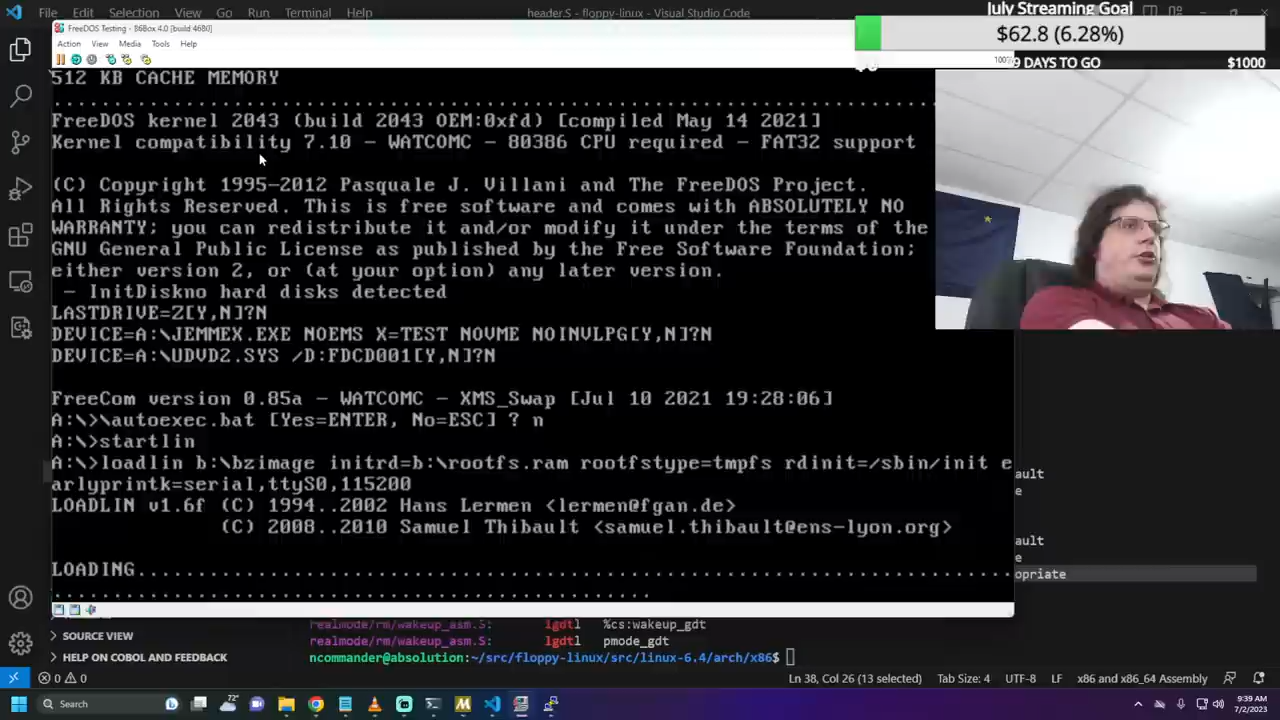 File Edit Selection View Go Run Terminal Help
header.S - floppy-linux - Visual Studio Code
July Streaming Goal
$62.8 (6.28%)
9 DAYS TO GO
$1000
FreeDOS Testing - 86Box 4.0 [build 4680]
Action View Media Tools Help
100%
512 KB CACHE MEMORY
FreeDOS kernel 2043 (build 2043 OEM:0xfd) [compiled May 14 2021]
Kernel compatibility 7.10 - WATCOMC - 80386 CPU required - FAT32 support
(C) Copyright 1995-2012 Pasquale J. Villani and The FreeDOS Project.
All Rights Reserved. This is free software and comes with ABSOLUTELY NO
WARRANTY; you can redistribute it and/or modify it under the terms of the
GNU General Public License as published by the Free Software Foundation;
either version 2, or (at your option) any later version.
- InitDiskno hard disks detected
LASTDRIVE=Z[Y,N]?N
DEVICE=A:\JEMMEX.EXE NOEMS X=TEST NOVME NOINVLPG[Y,N]?N
DEVICE=A:\UDVD2.SYS /D:FDCD001[Y,N]?N
FreeCom version 0.85a - WATCOMC - XMS_Swap [Jul 10 2021 19:28:06]
A:\>\autoexec.bat [Yes=ENTER, No=ESC] ? n
A:\>startlin
A:\>loadlin b:\bzimage initrd=b:\rootfs.ram rootfstype=tmpfs rdinit=/sbin/init e
arlyprintk=serial,ttyS0,115200
LOADLIN v1.6f (C) 1994..2002 Hans Lermen <lermen@fgan.de>
(C) 2008..2010 Samuel Thibault <samuel.thibault@ens-lyon.org>
LOADING...............................................................................
..................................................
ault
e
ault
e
opriate
realmode/rm/wakeup_asm.S: lgdtl %cs:wakeup_gdt
realmode/rm/wakeup_asm.S: lgdtl pmode_gdt
ncommander@absolution:~/src/floppy-linux/src/linux-6.4/arch/x86$
SOURCE VIEW
HELP ON COBOL AND FEEDBACK
0 0
Ln 38, Col 26 (13 selected) Tab Size: 4 UTF-8 LF x86 and x86_64 Assembly
Search
72°
9:39 AM
7/2/2023